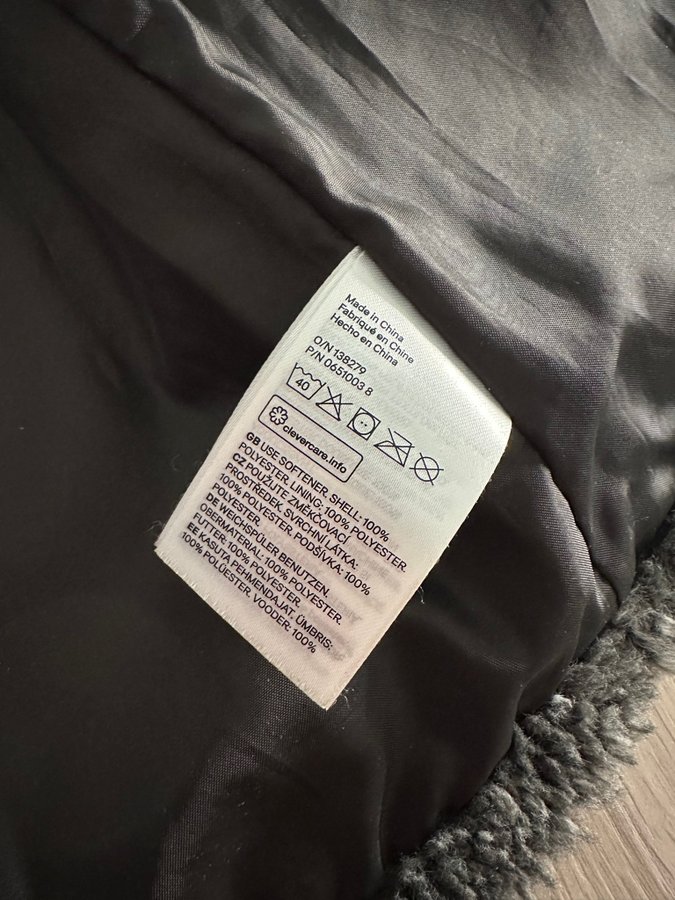 Made in China
Fabriqué en Chine
Hecho en China
O/N 138279
P/N 0651003 8
40
clevercare.info
GB USE SOFTENER. SHELL: 100%
POLYESTER. LINING: 100% POLYESTER.
CZ POUŽIJTE ZMĚKČOVACÍ
PROSTŘEDEK. SVRCHNÍ LÁTKA:
100% POLYESTER. PODŠÍVKA: 100%
POLYESTER.
DE WEICHSPÜLER BENUTZEN.
OBERMATERIAL: 100% POLYESTER.
FUTTER: 100% POLYESTER.
EE KASUTA PEHMENDAJAT. ÜMBRIS:
100% POLÜESTER. VOODER: 100%